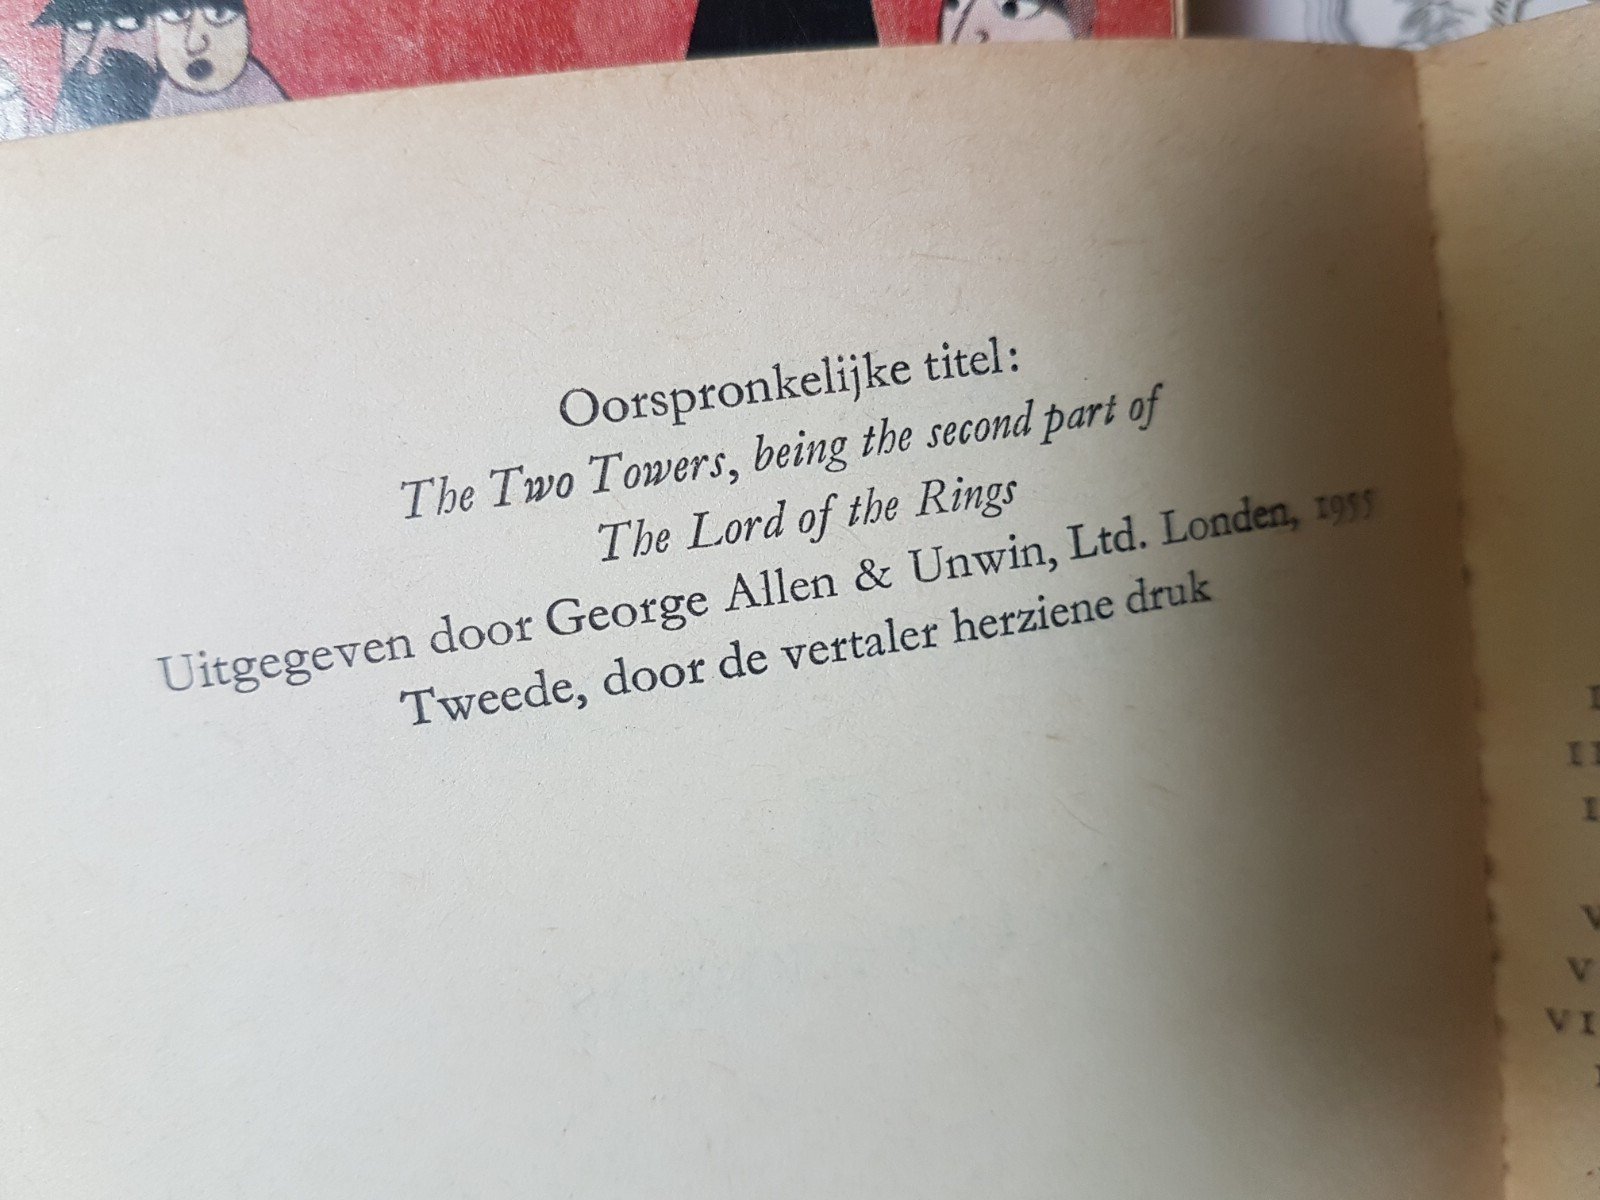 Oorspronkelijke titel:
The Two Towers, being the second part of
The Lord of the Rings
Uitgegeven door George Allen & Unwin, Ltd. Londen, 1955
Tweede, door de vertaler herziene druk